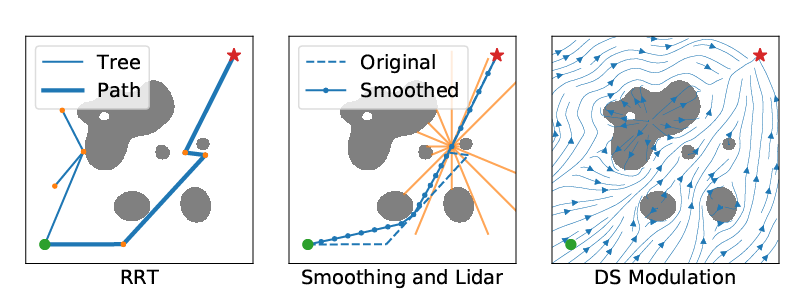 Tree
Path
RRT
Original
Smoothed
Smoothing and Lidar
DS Modulation